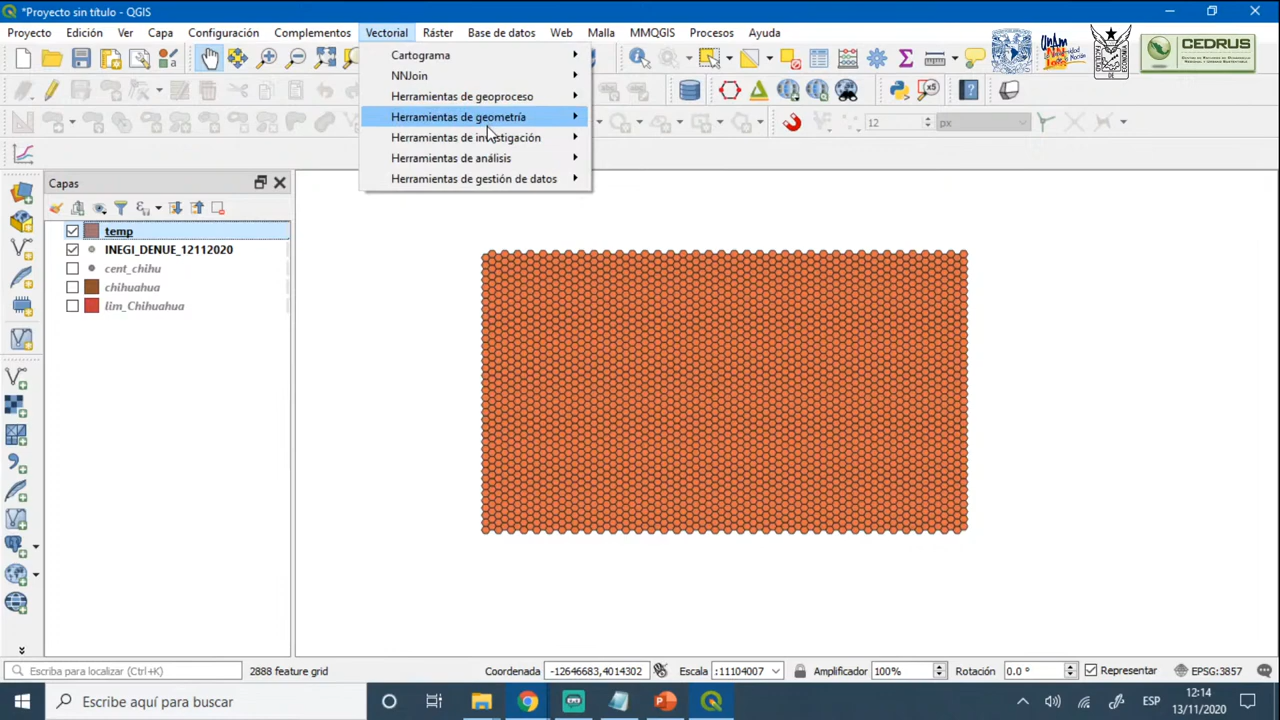 *Proyecto sin título - QGIS
Proyecto Edición Ver Capa Configuración Complementos Vectorial Ráster Base de datos Web Malla MMQGIS Procesos Ayuda
Cartograma
NNJoin
Herramientas de geoproceso
Herramientas de geometría
Herramientas de investigación
Herramientas de análisis
Herramientas de gestión de datos
CEDRUS
12 px
Capas
temp
INEGI_DENUE_12112020
cent_chihu
chihuahua
lim_Chihuahua
Escribe para localizar (Ctrl+K) 2888 feature grid Coordenada -12646683,4014302 Escala :11104007 Amplificador 100% Rotación 0.0 ° Representar EPSG:3857
Escribe aquí para buscar
ESP
12:14
13/11/2020